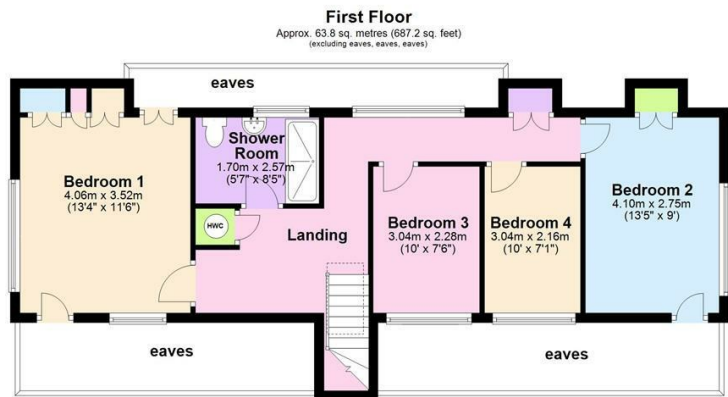 First Floor
Approx. 63.8 sq. metres (687.2 sq. feet)
(excluding eaves, eaves, eaves)
eaves
Shower
Room
1.70m x 2.57m
(5'7" x 8'5")
Bedroom 1
4.06m x 3.52m
(13'4" x 11'6")
Bedroom 2
4.10m x 2.75m
(13'5" x 9')
HWC
Landing
Bedroom 3
3.04m x 2.28m
(10' x 7'6")
Bedroom 4
3.04m x 2.16m
(10' x 7'1")
eaves
eaves